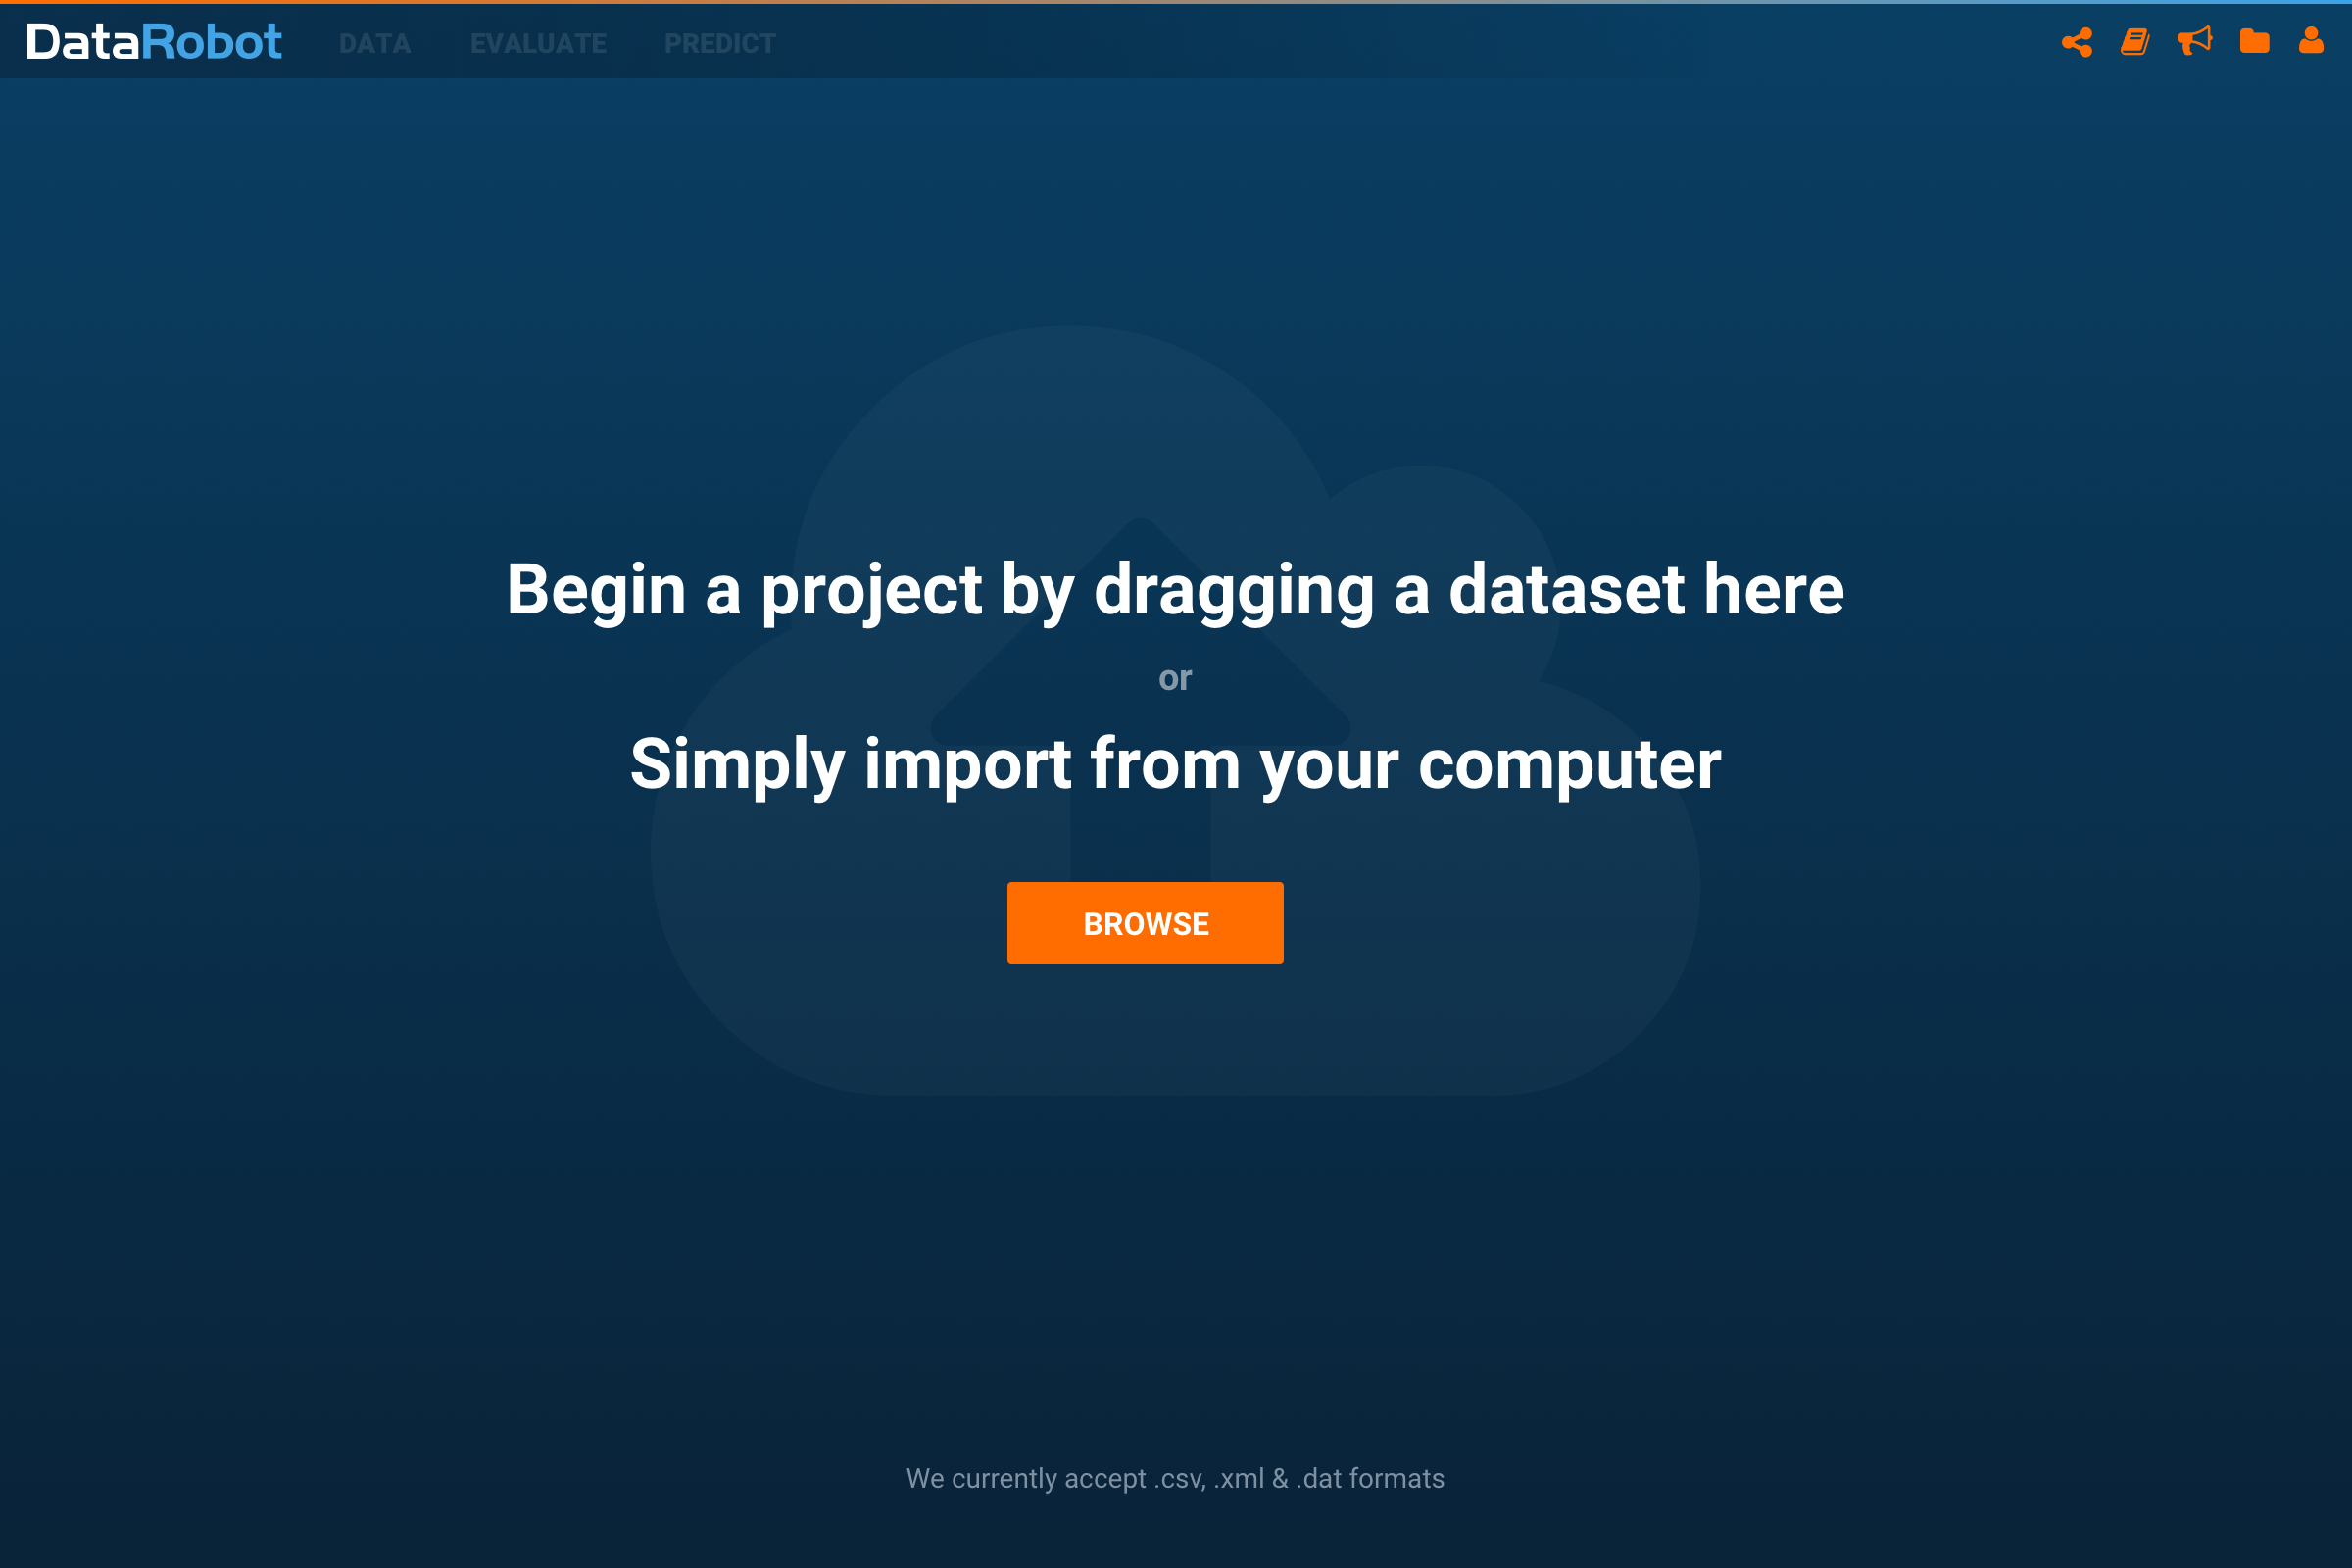 DataRobot DATA EVALUATE PREDICT
Begin a project by dragging a dataset here
or
Simply import from your computer
BROWSE
We currently accept .csv, .xml & .dat formats